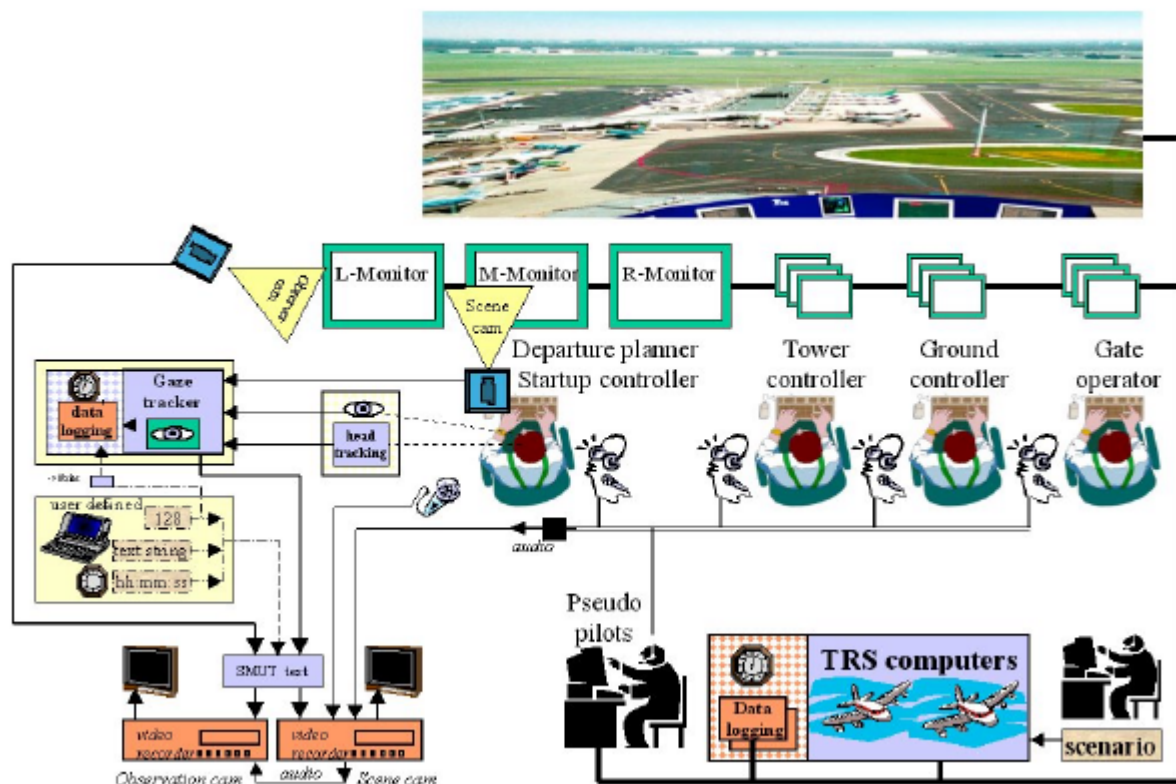 L-Monitor
M-Monitor
R-Monitor
Observer
cam
Scene
cam
Departure planner
Startup controller
Tower
controller
Ground
controller
Gate
operator
Gaze
tracker
data
logging
head
tracking
user defined
128
text string
hh:mm:ss
audio
Pseudo
pilots
TRS computers
Data
logging
scenario
SMUT text
video
recorder
video
recorder
Observation cam
audio
Scene cam